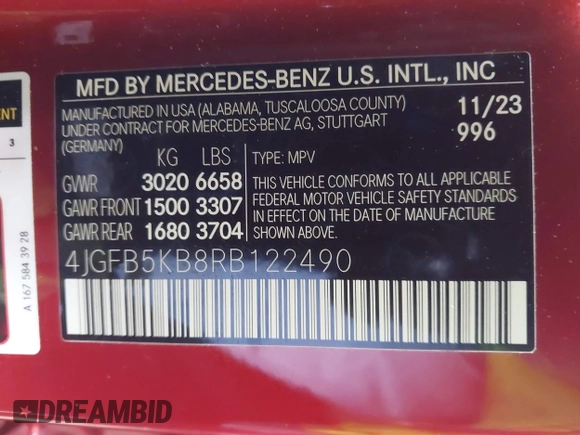 MFD BY MERCEDES-BENZ U.S. INTL., INC
MANUFACTURED IN USA (ALABAMA, TUSCALOOSA COUNTY)
UNDER CONTRACT FOR MERCEDES-BENZ AG, STUTTGART
(GERMANY)
11/23
996
KG LBS
TYPE: MPV
GVWR 3020 6658
GAWR FRONT 1500 3307
GAWR REAR 1680 3704
THIS VEHICLE CONFORMS TO ALL APPLICABLE
FEDERAL MOTOR VEHICLE SAFETY STANDARDS
IN EFFECT ON THE DATE OF MANUFACTURE
4JGFB5KB8RB122490
3
A 167 584 39 28
DREAMBID